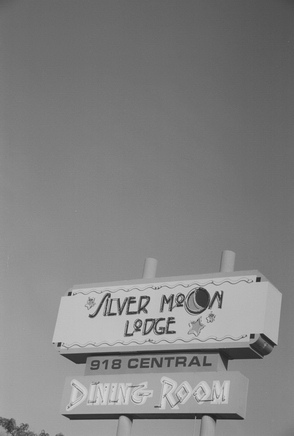 SILVER MOON
LODGE
918 CENTRAL
DINING ROOM